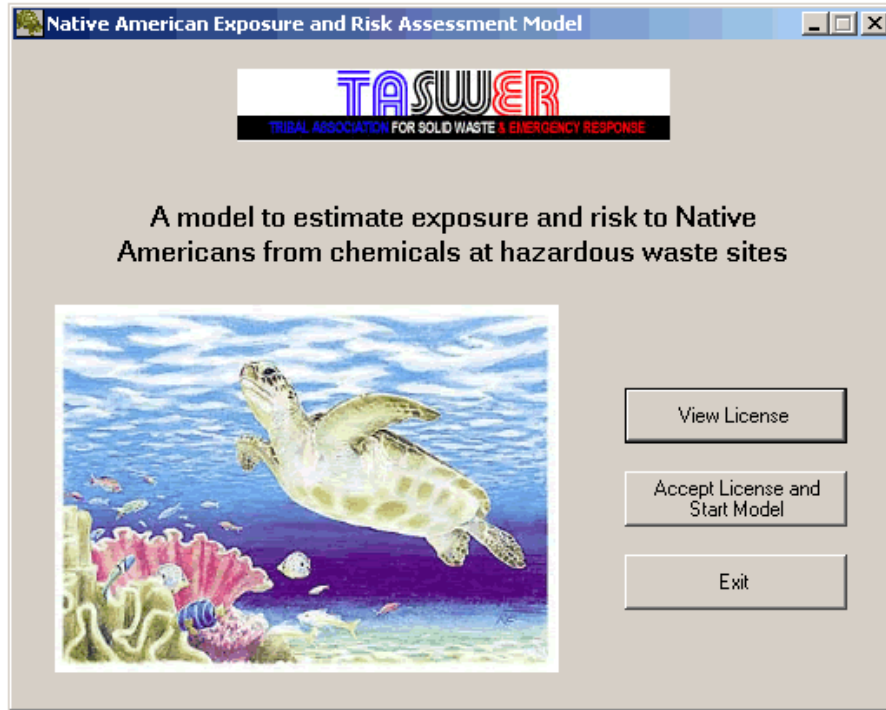 Native American Exposure and Risk Assessment Model
TASWER
TRIBAL ASSOCIATION FOR SOLID WASTE & EMERGENCY RESPONSE
A model to estimate exposure and risk to Native
Americans from chemicals at hazardous waste sites
View License
Accept License and
Start Model
Exit